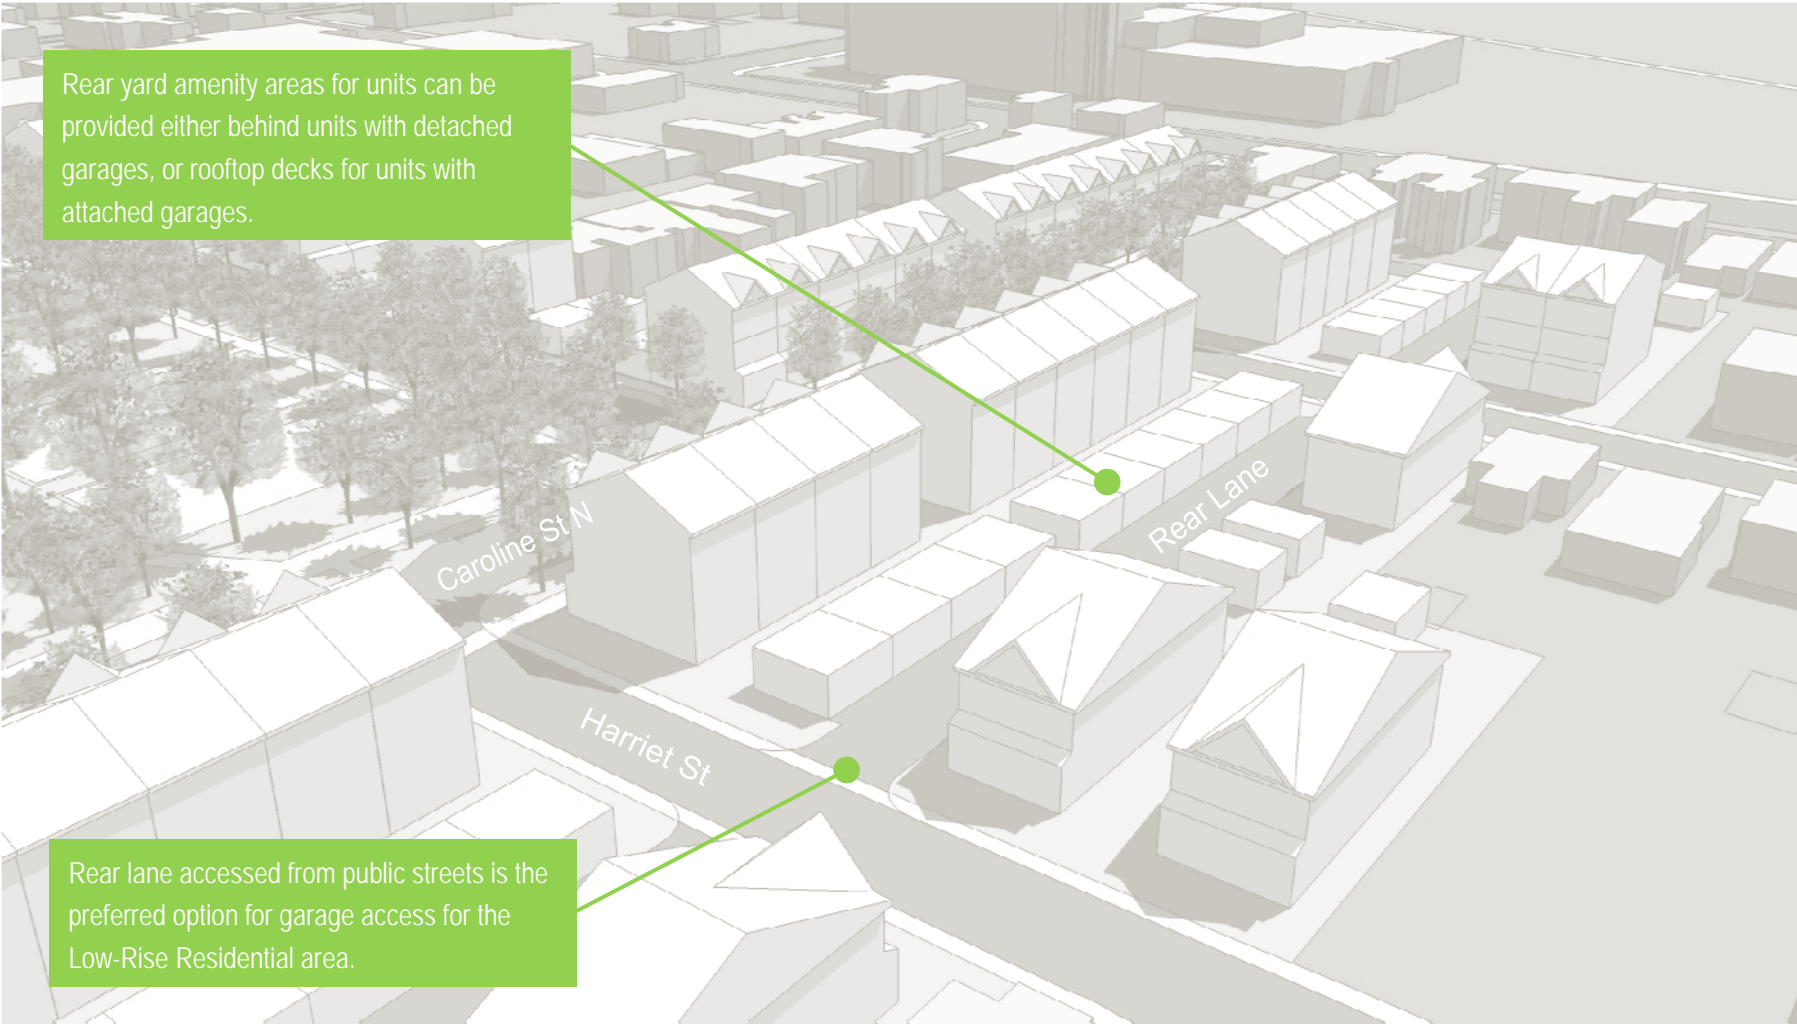 Rear yard amenity areas for units can be
provided either behind units with detached
garages, or rooftop decks for units with
attached garages.
Rear Lane
Caroline St N
Harriet St
Rear lane accessed from public streets is the
preferred option for garage access for the
Low-Rise Residential area.